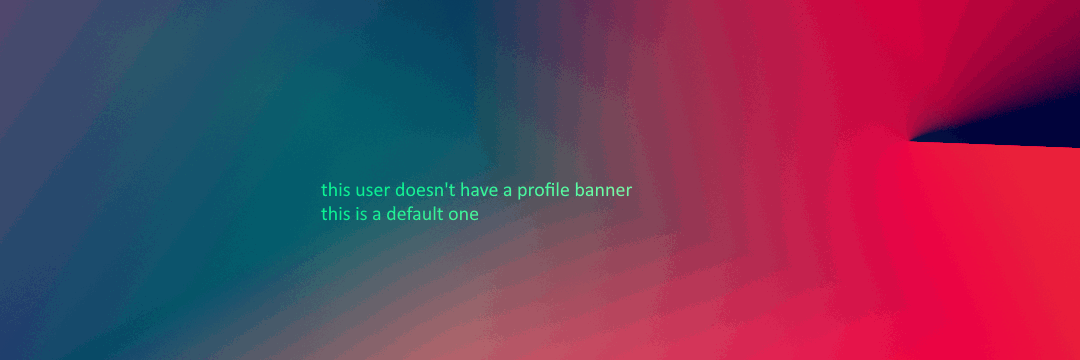 this user doesn't have a profile banner
this is a default one